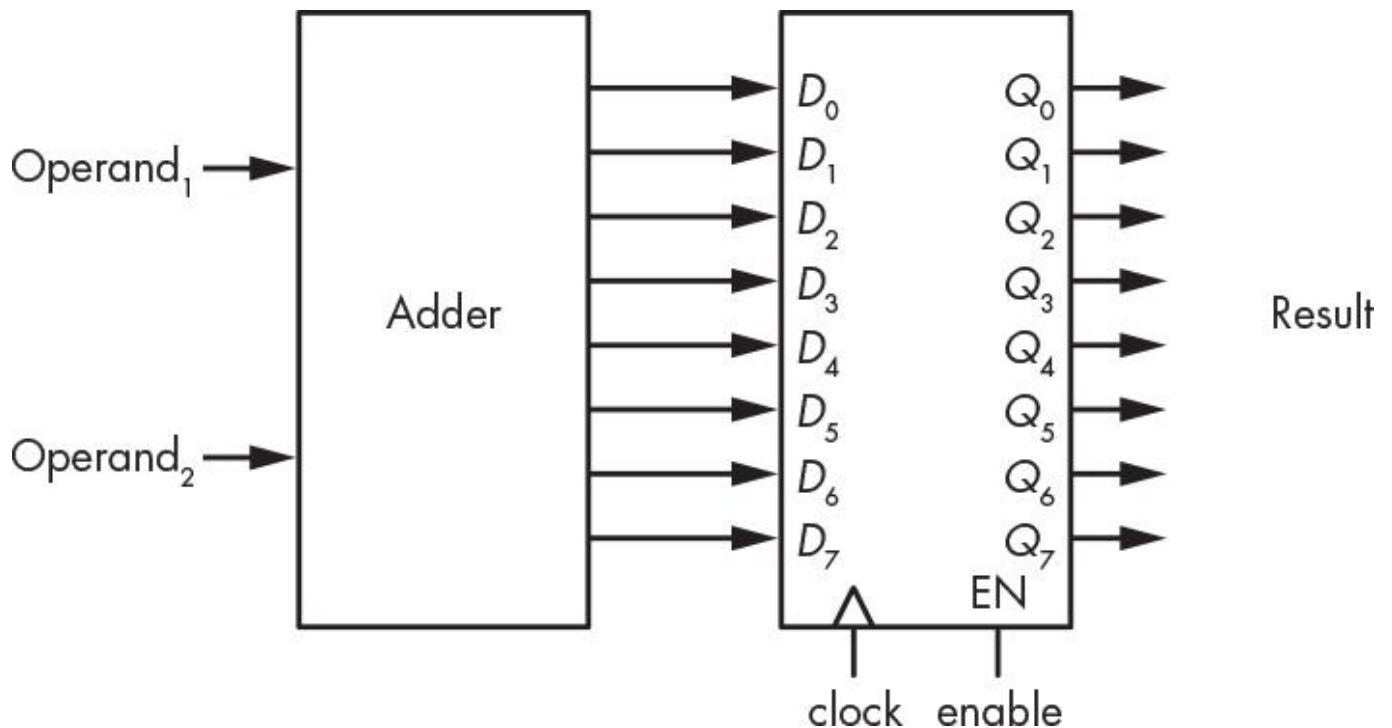 Operand₁
Operand₂
Adder
D₀ Q₀
D₁ Q₁
D₂ Q₂
D₃ Q₃
D₄ Q₄
D₅ Q₅
D₆ Q₆
D₇ Q₇
EN
clock enable
Result